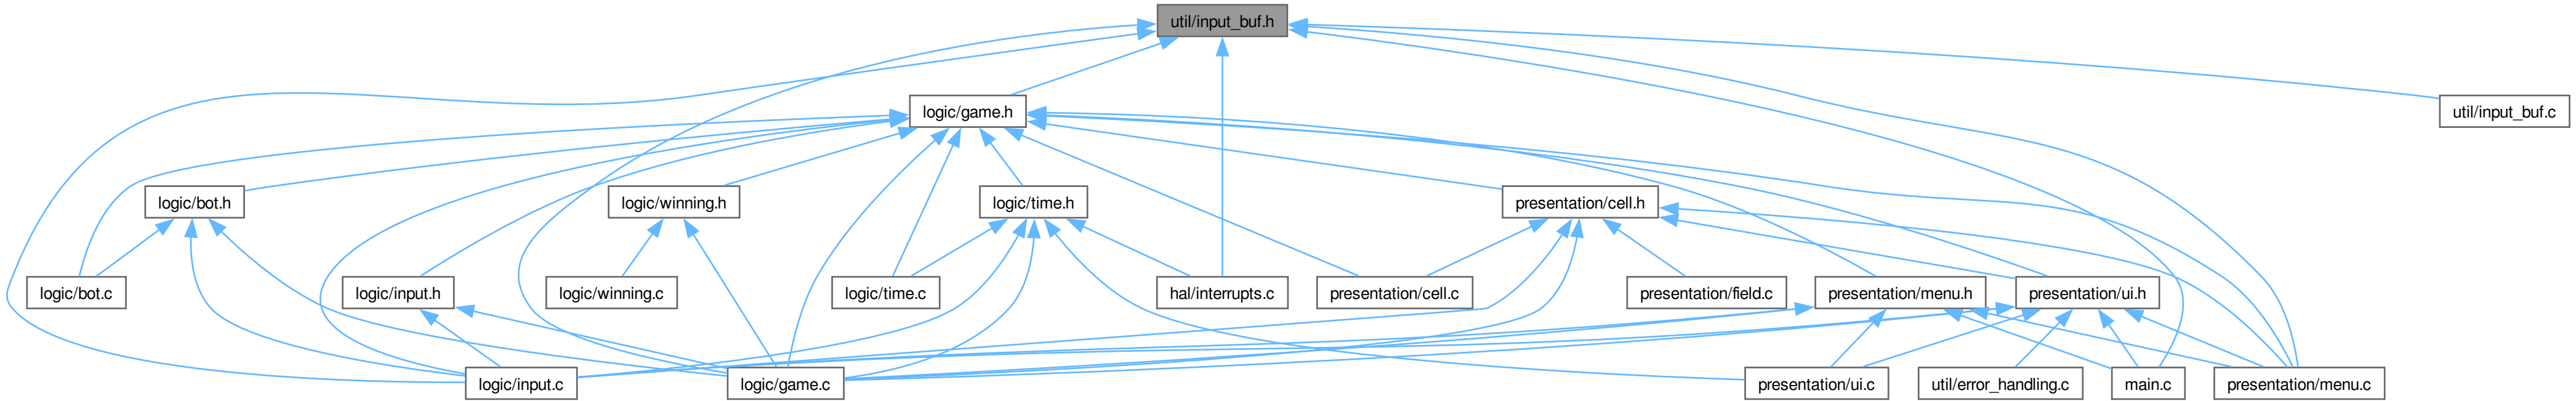 util/input_buf.h
logic/game.h
util/input_buf.c
logic/bot.h
logic/winning.h
logic/time.h
presentation/cell.h
logic/bot.c
logic/input.h
logic/winning.c
logic/time.c
hal/interrupts.c
presentation/cell.c
presentation/field.c
presentation/menu.h
presentation/ui.h
logic/input.c
logic/game.c
presentation/ui.c
util/error_handling.c
main.c
presentation/menu.c